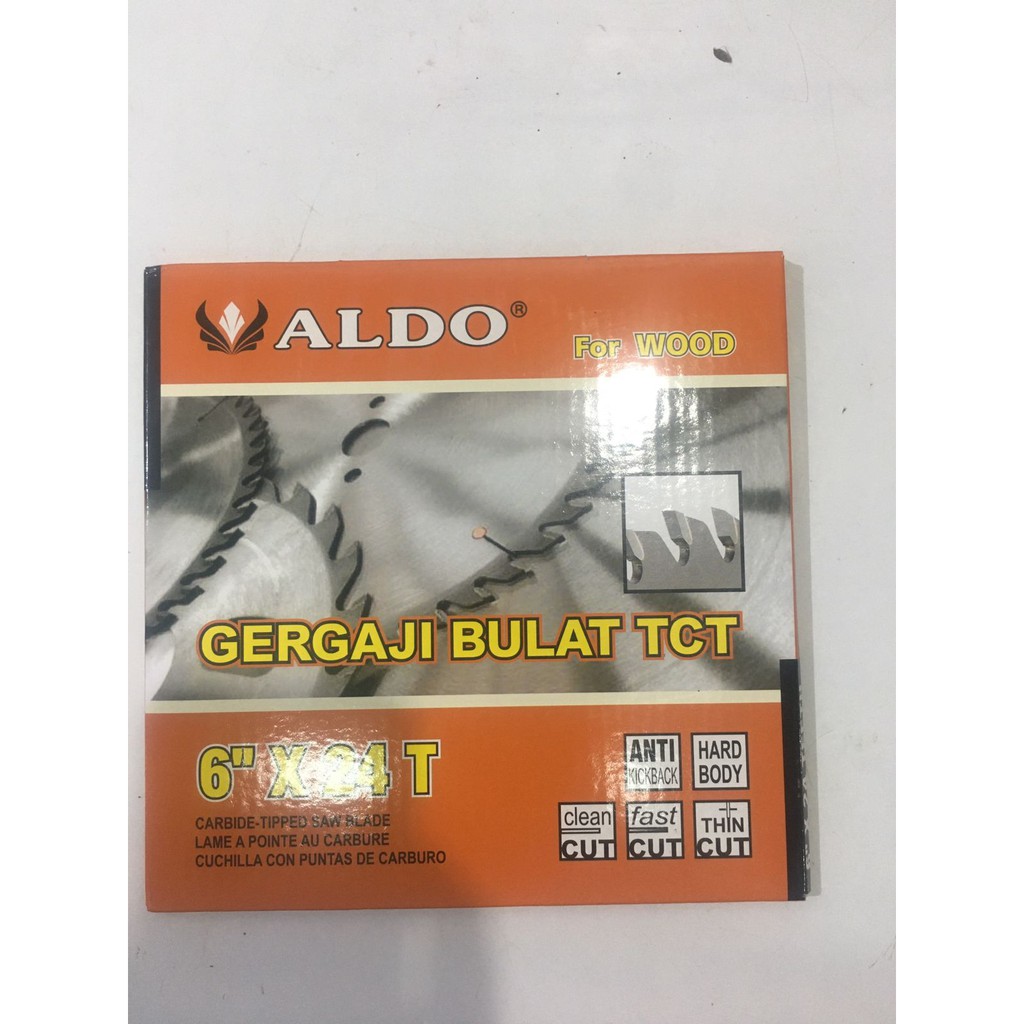 ALDO®
For WOOD
GERGAJI BULAT TCT
6" X 24 T
CARBIDE-TIPPED SAW BLADE
LAME A POINTE AU CARBURE
CUCHILLA CON PUNTAS DE CARBURO
ANTI
KICKBACK
HARD
BODY
clean
CUT
fast
CUT
THIN
CUT